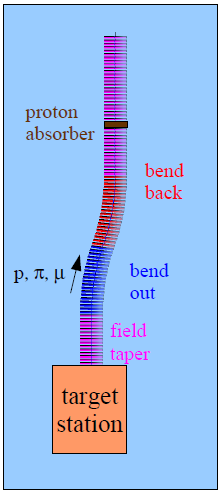 proton
absorber
bend
back
p, π, μ
bend
out
field
taper
target
station